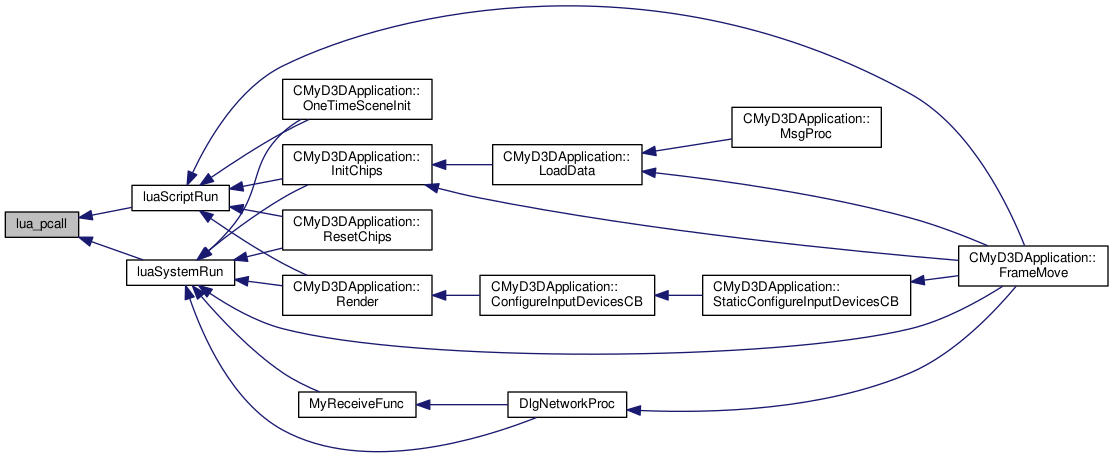 lua_pcall
luaScriptRun
luaSystemRun
CMyD3DApplication::
OneTimeSceneInit
CMyD3DApplication::
InitChips
CMyD3DApplication::
ResetChips
CMyD3DApplication::
Render
MyReceiveFunc
CMyD3DApplication::
LoadData
CMyD3DApplication::
ConfigureInputDevicesCB
DlgNetworkProc
CMyD3DApplication::
MsgProc
CMyD3DApplication::
StaticConfigureInputDevicesCB
CMyD3DApplication::
FrameMove